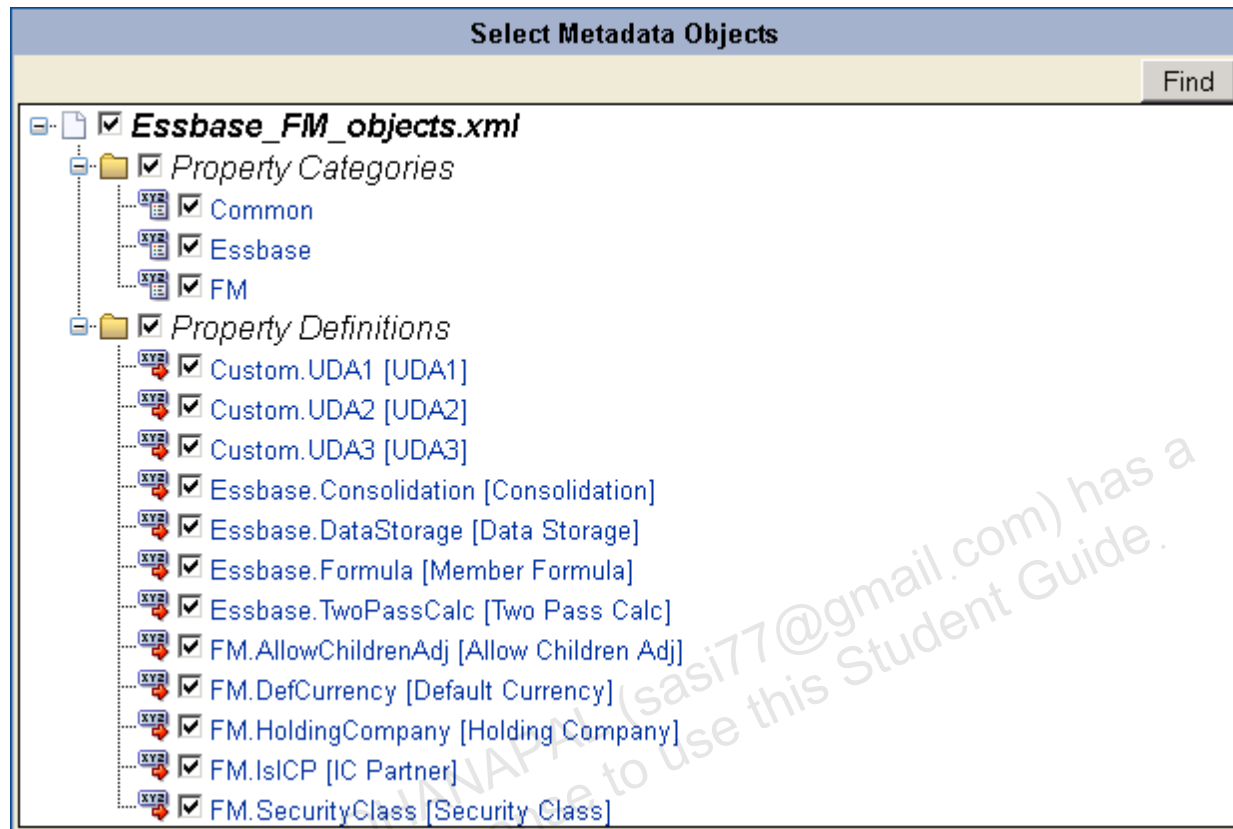 Select Metadata Objects
Find
Essbase_FM_objects.xml
Property Categories
Common
Essbase
FM
Property Definitions
Custom.UDA1 [UDA1]
Custom.UDA2 [UDA2]
Custom.UDA3 [UDA3]
Essbase.Consolidation [Consolidation]
Essbase.DataStorage [Data Storage]
Essbase.Formula [Member Formula]
Essbase.TwoPassCalc [Two Pass Calc]
FM.AllowChildrenAdj [Allow Children Adj]
FM.DefCurrency [Default Currency]
FM.HoldingCompany [Holding Company]
FM.IsICP [IC Partner]
FM.SecurityClass [Security Class]
(sasi77@gmail.com) has a
to use this Student Guide.